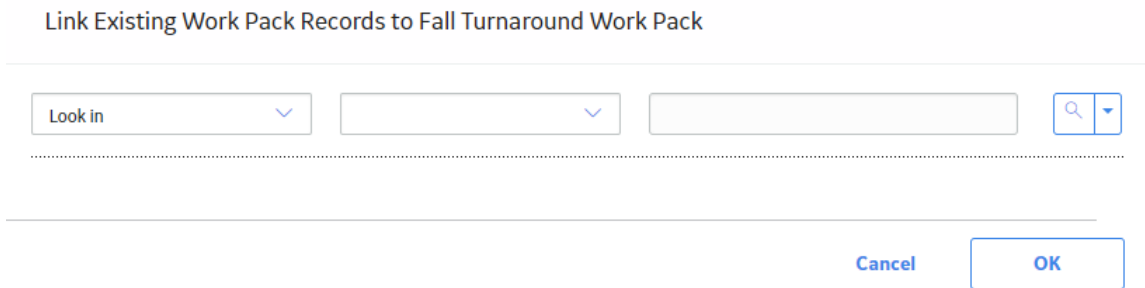 Link Existing Work Pack Records to Fall Turnaround Work Pack
Look in
Cancel OK